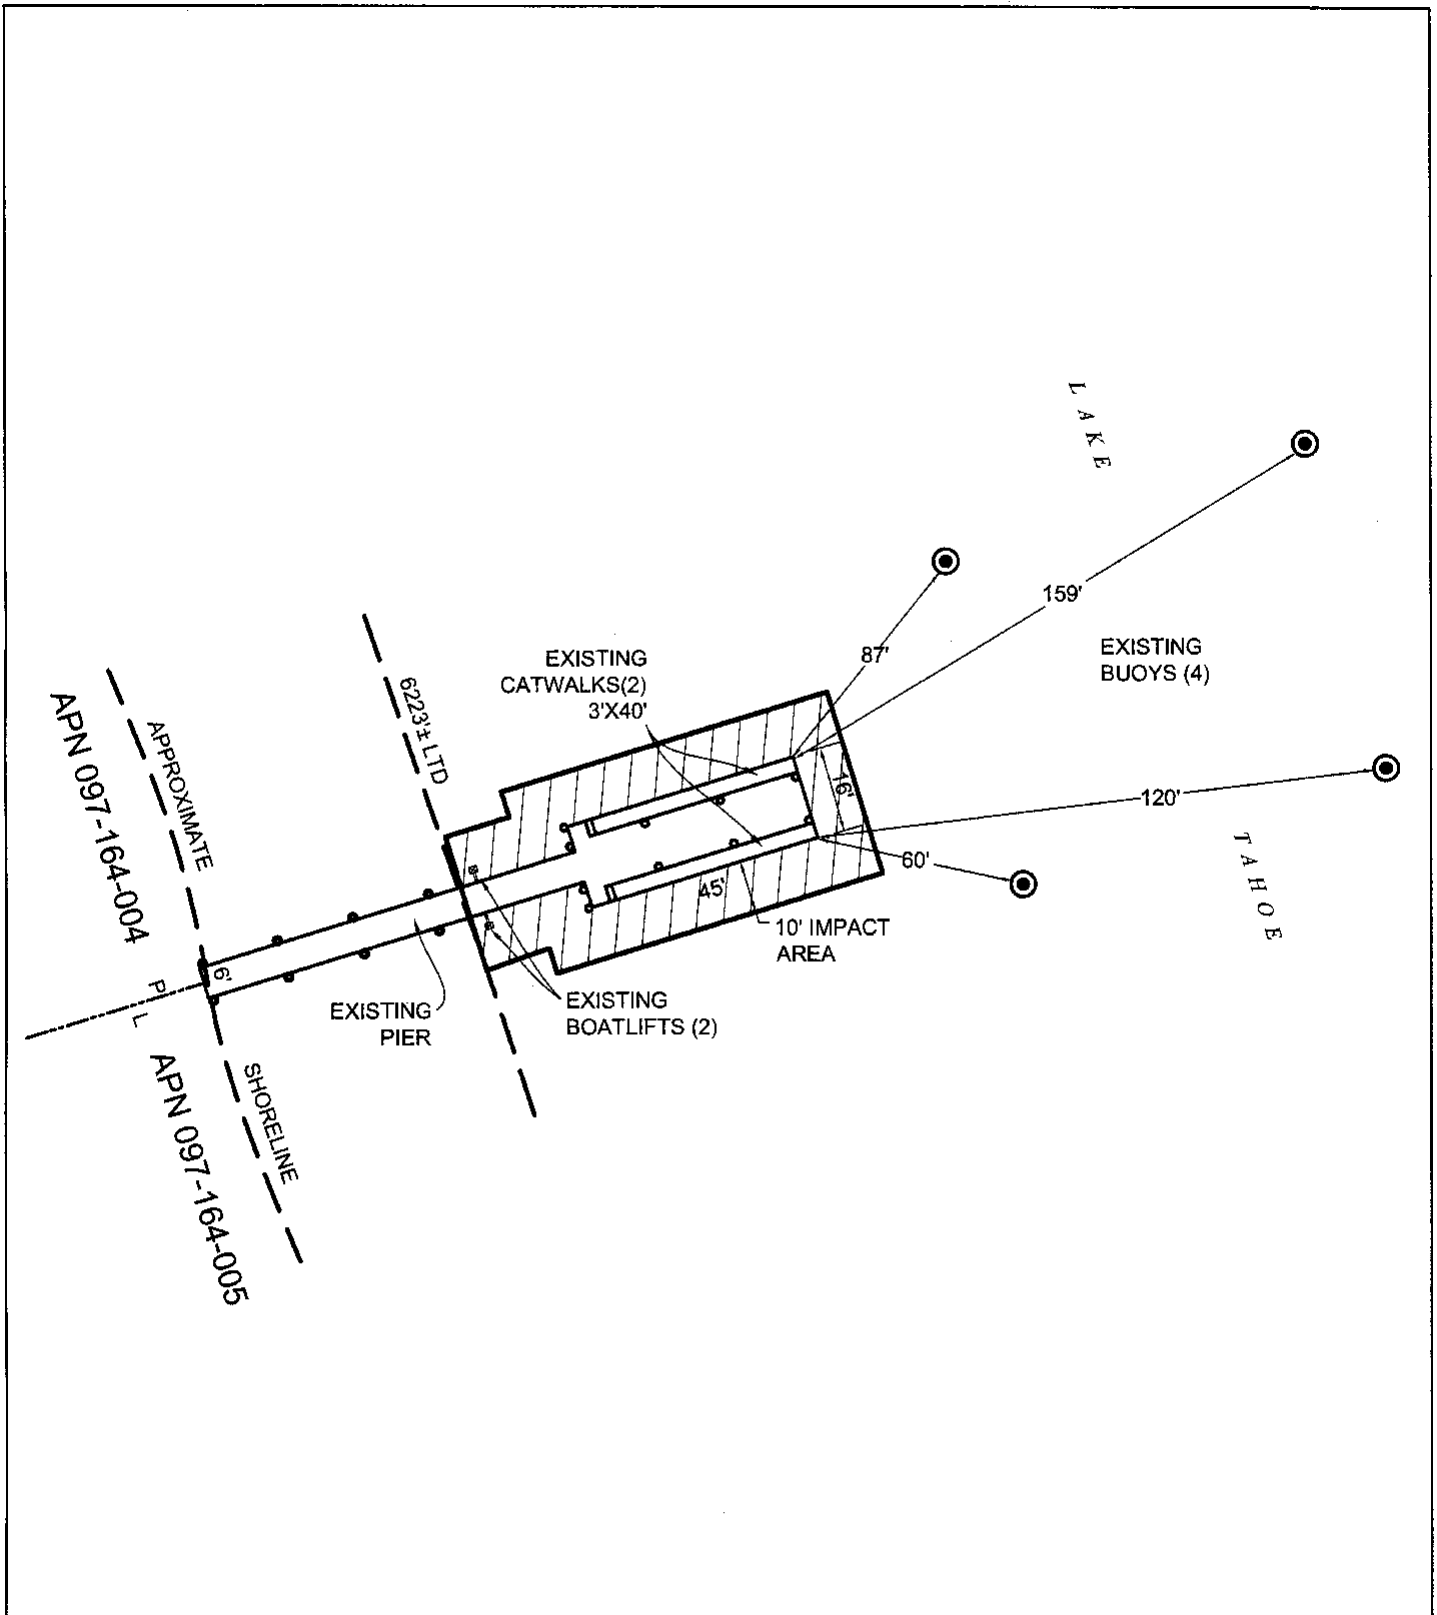 LAKE
159'
87'
EXISTING
BUOYS (4)
EXISTING
CATWALKS(2)
3'X40'
6223'± LTD
APN 097-164-004
APPROXIMATE
16'
120'
TAHOE
60'
45'
10' IMPACT
AREA
6'
P
L
EXISTING
PIER
EXISTING
BOATLIFTS (2)
APN 097-164-005
SHORELINE